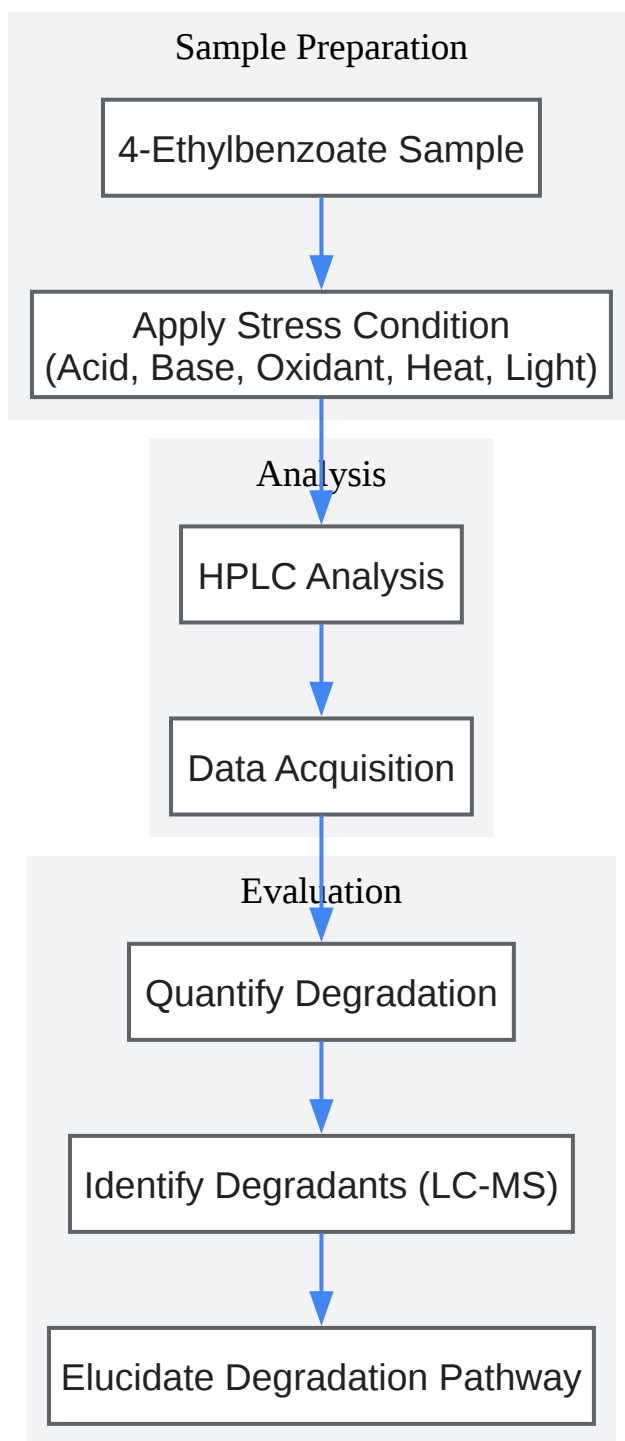 Sample Preparation
4-Ethylbenzoate Sample
Apply Stress Condition
(Acid, Base, Oxidant, Heat, Light)
Analysis
HPLC Analysis
Data Acquisition
Evaluation
Quantify Degradation
Identify Degradants (LC-MS)
Elucidate Degradation Pathway